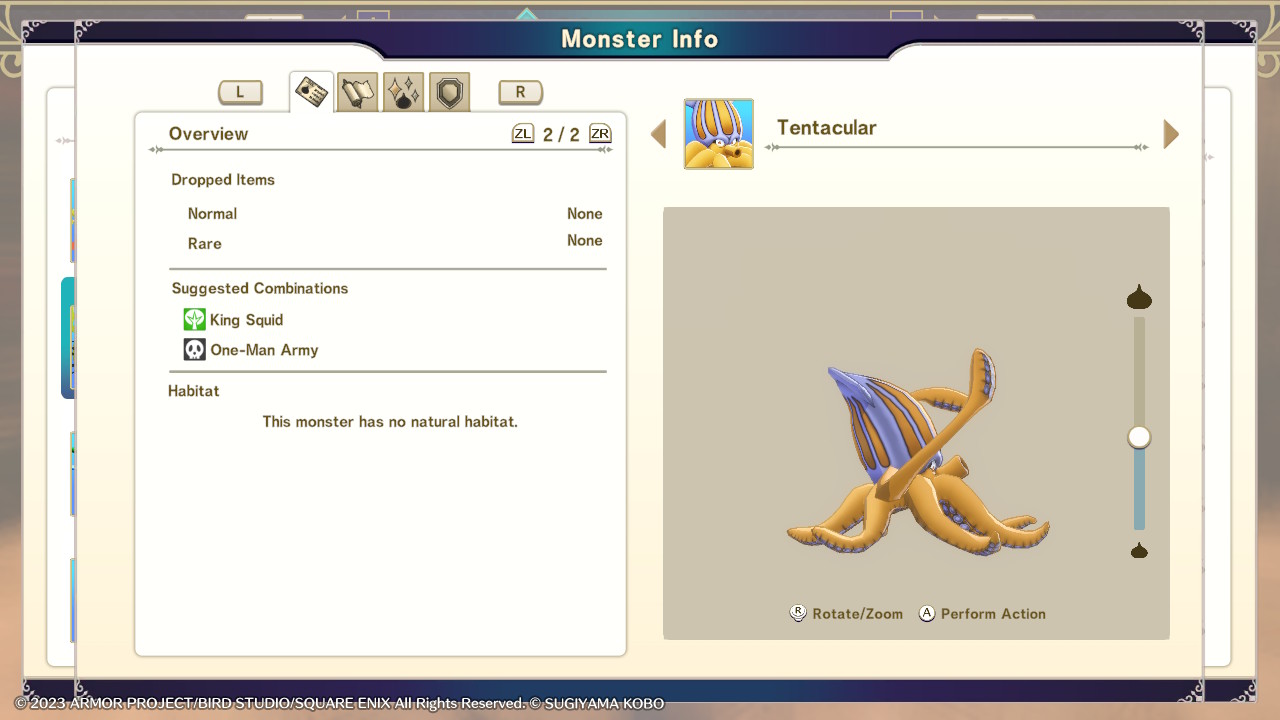 Monster Info
L
R
Overview
ZL 2 / 2 ZR
Tentacular
Dropped Items
Normal None
Rare None
Suggested Combinations
King Squid
One-Man Army
Habitat
This monster has no natural habitat.
R Rotate/Zoom A Perform Action
© 2023 ARMOR PROJECT/BIRD STUDIO/SQUARE ENIX All Rights Reserved. © SUGIYAMA KOBO